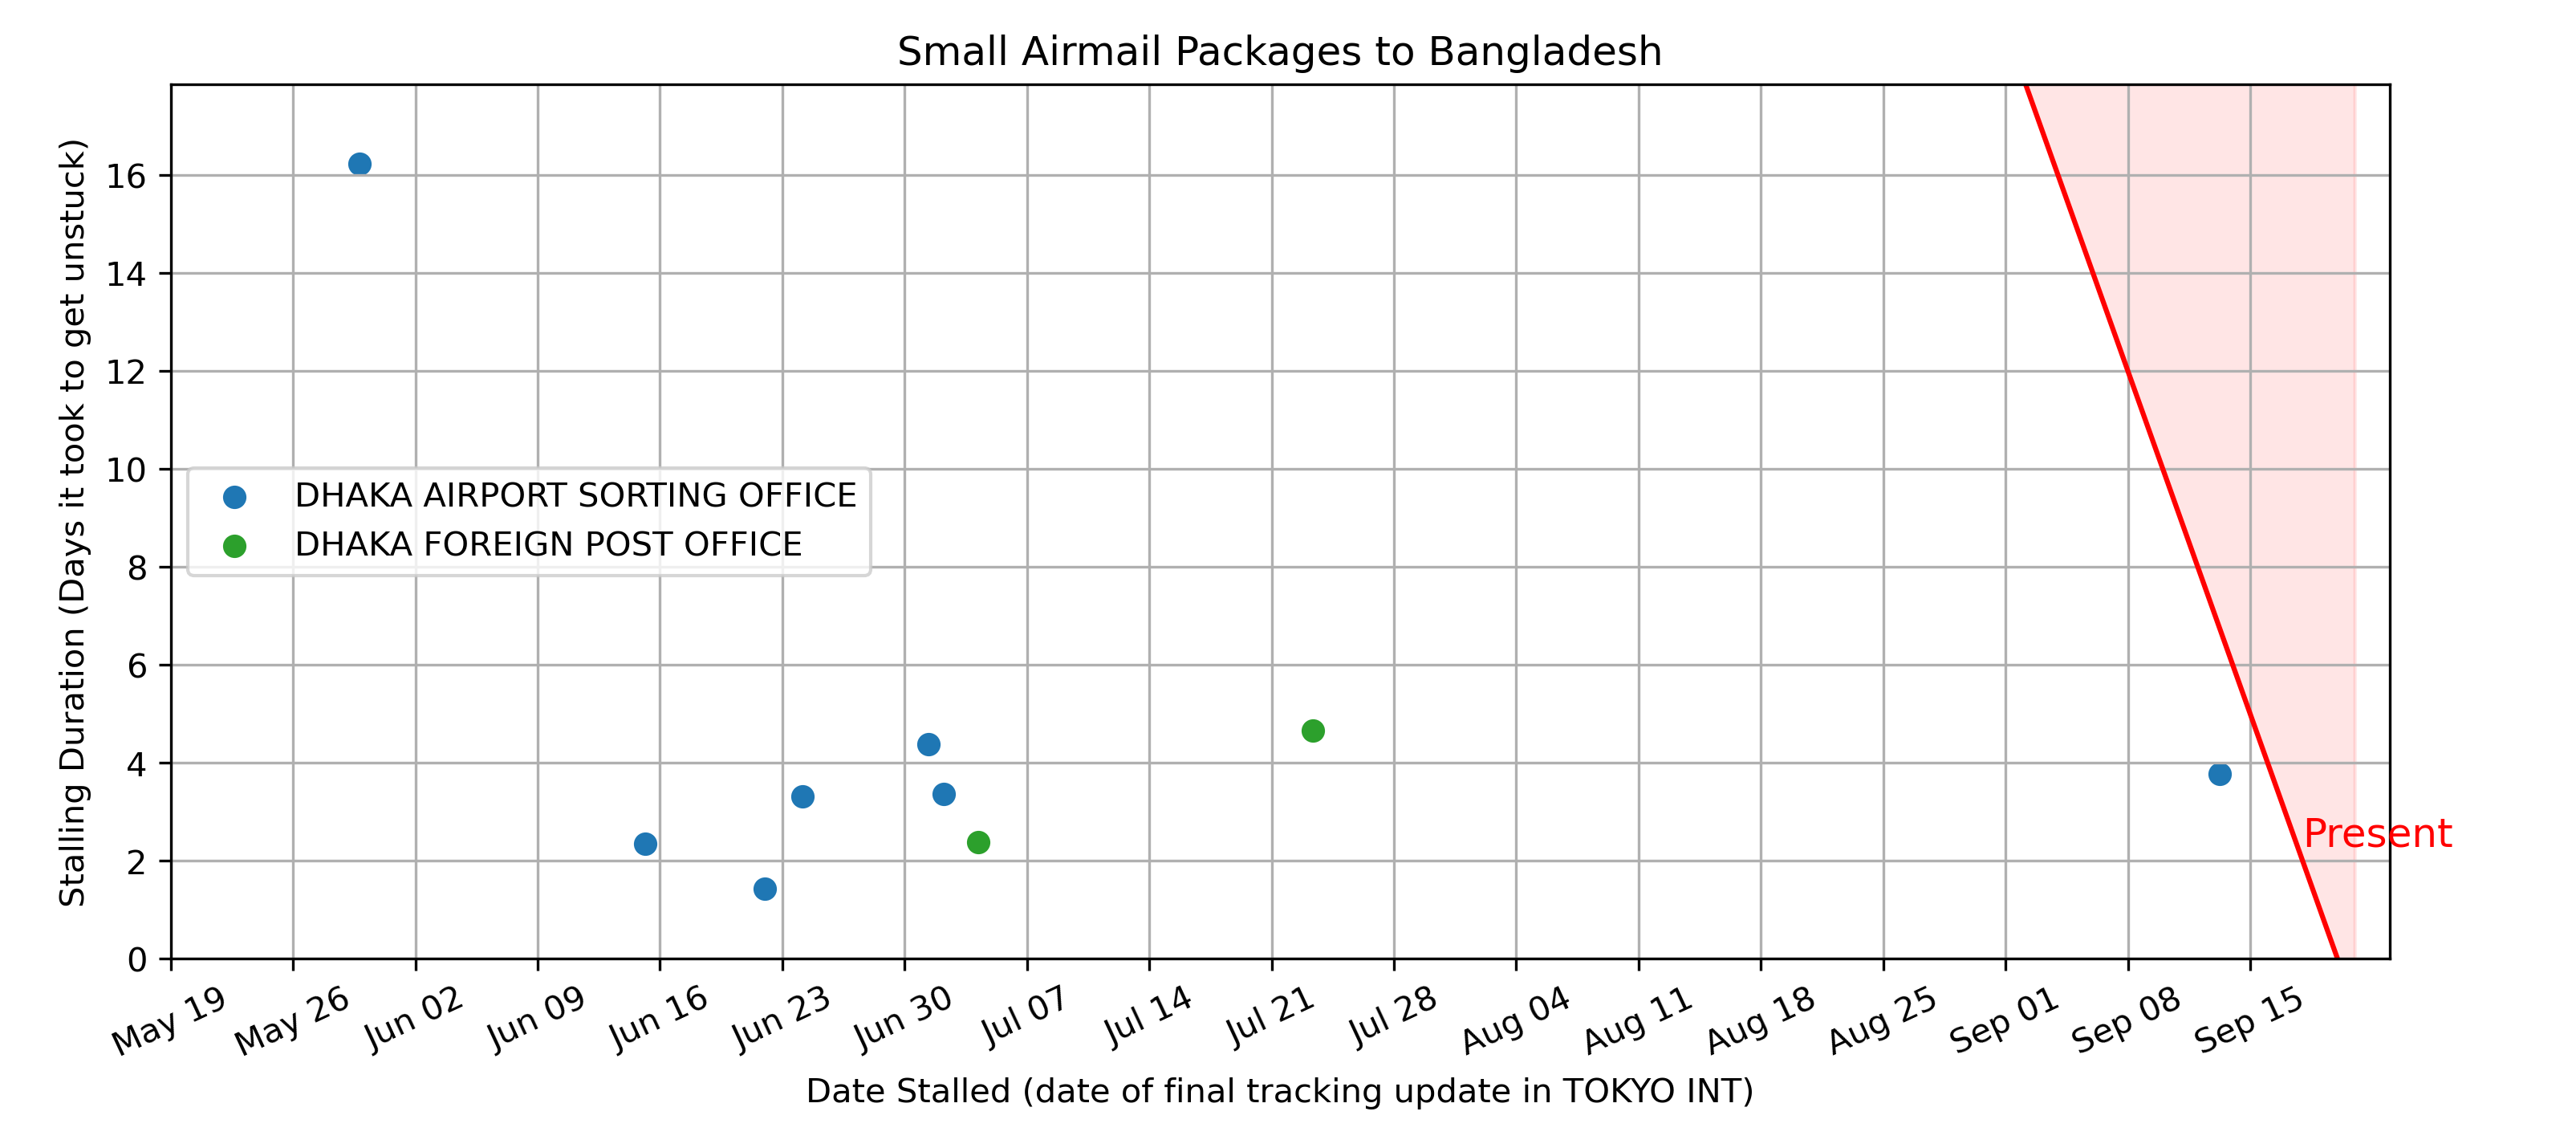 Small Airmail Packages to Bangladesh
Stalling Duration (Days it took to get unstuck)
16
14
12
10
8
6
4
2
0
DHAKA AIRPORT SORTING OFFICE
DHAKA FOREIGN POST OFFICE
Present
May 19
May 26
Jun 02
Jun 09
Jun 16
Jun 23
Jun 30
Jul 07
Jul 14
Jul 21
Jul 28
Aug 04
Aug 11
Aug 18
Aug 25
Sep 01
Sep 08
Sep 15
Date Stalled (date of final tracking update in TOKYO INT)